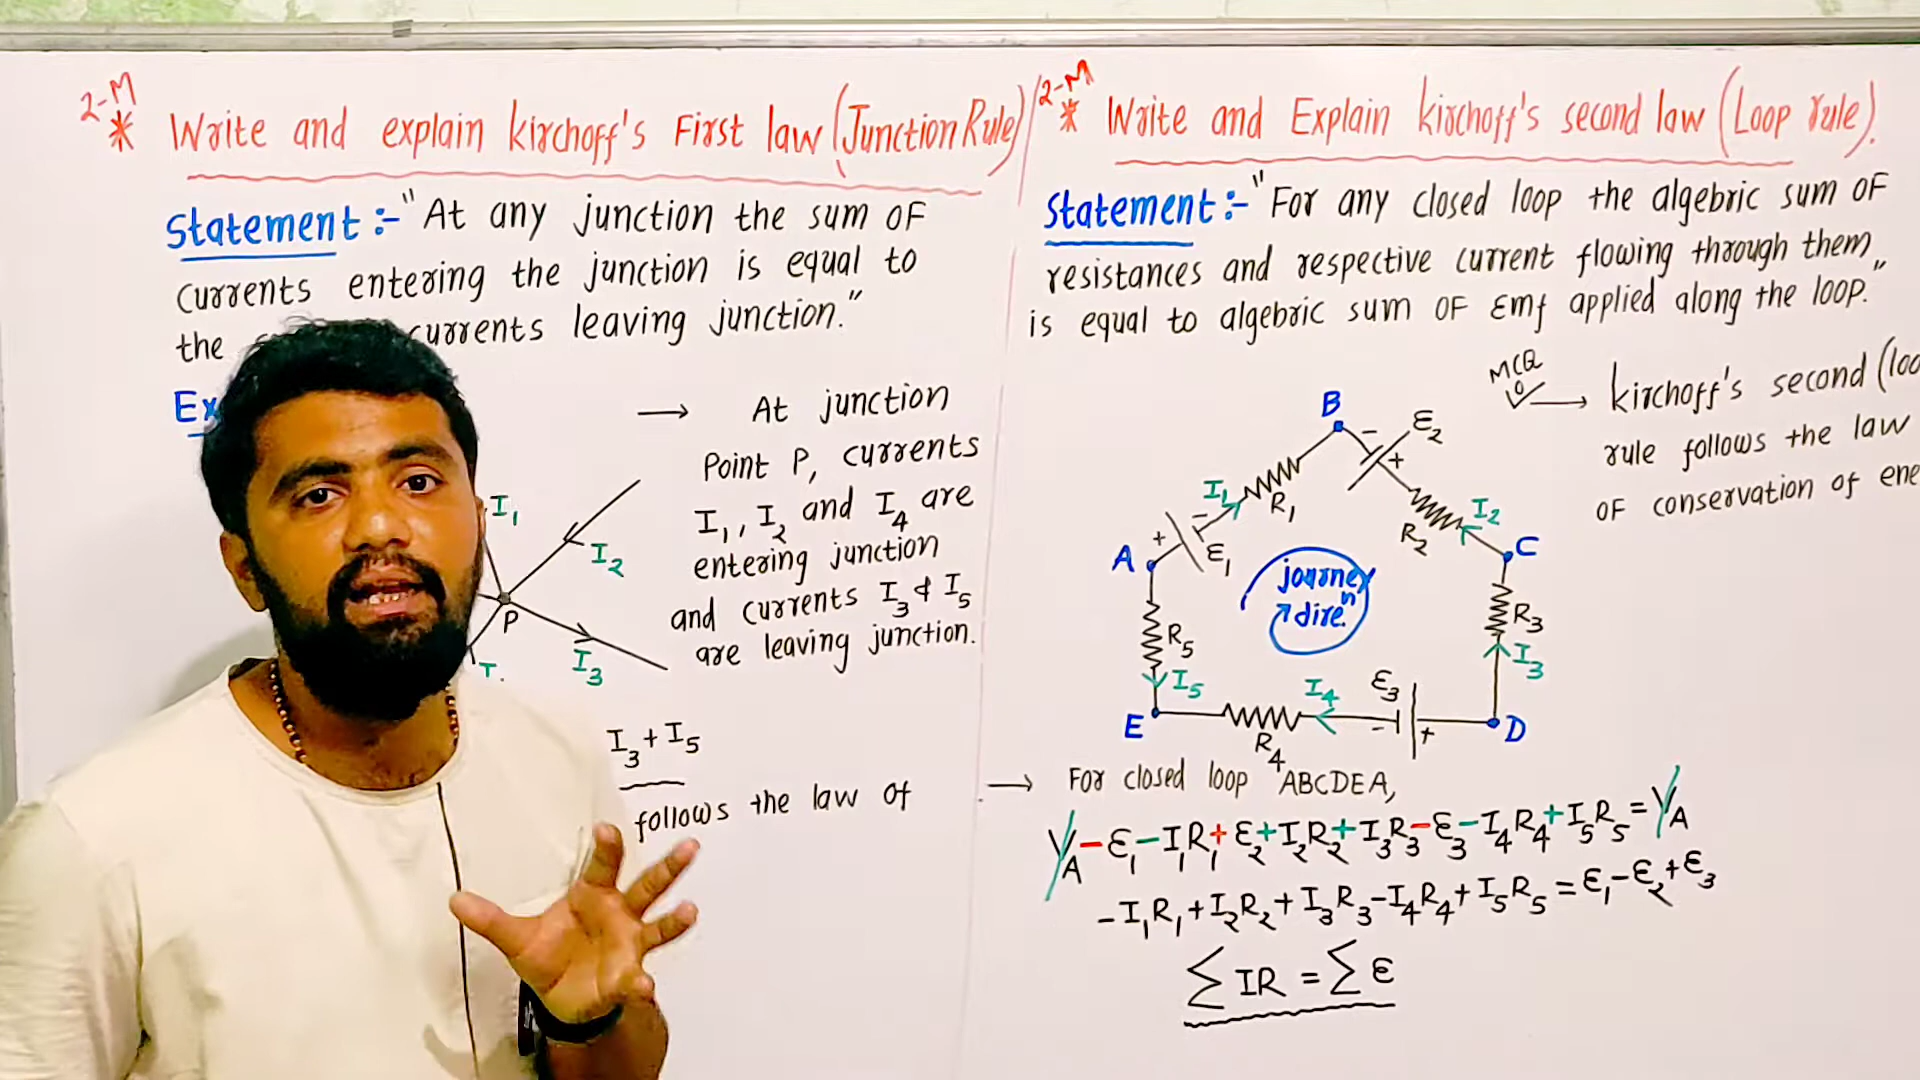 2-M
* Write and explain kirchoff's First law (Junction Rule)
Statement :- "At any junction the sum OF
currents entering the junction is equal to
the currents leaving junction."
Ex
→ At junction
Point P, currents
I₁, I₂ and I₄ are
entering junction
and currents I₃ & I₅
are leaving junction.
I₁
I₂
P
I₃
I₃ + I₅
follows the law of
2-M
* Write and Explain kirchoff's second law (Loop rule).
Statement :- "For any closed loop the algebric sum OF
resistances and respective current flowing through them
is equal to algebric sum OF Emf applied along the loop."
MCQ
→ kirchoff's second (loo
rule follows the law
OF conservation of ene
B
- ε₂
+
I₁ R₁
R₂ I₂
A + - ε₁
C
journey
direⁿ
R₃
R₅
I₃
I₅ I₄ ε₃
E R₄ - + D
→ For closed loop ABCDEA,
V_A - ε₁ - I₁R₁ + ε₂ + I₂R₂ + I₃R₃ - ε₃ - I₄R₄ + I₅R₅ = V_A
- I₁R₁ + I₂R₂ + I₃R₃ - I₄R₄ + I₅R₅ = ε₁ - ε₂ + ε₃
∑ IR = ∑ ε